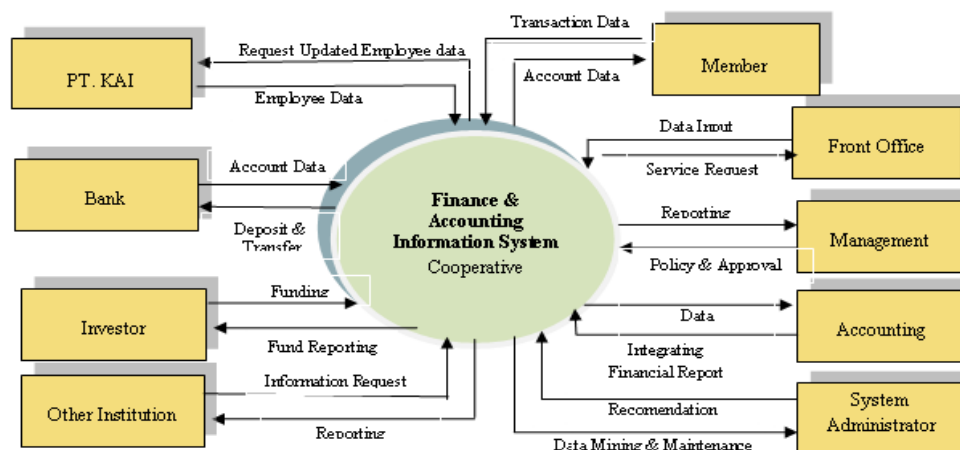 Transaction Data
Member
Account Data
Request Updated Employee data
PT. KAI
Employee Data
Data Input
Front Office
Service Request
Account Data
Bank
Deposit &
Transfer
Finance &
Accounting
Information System
Cooperative
Reporting
Management
Policy & Approval
Funding
Investor
Fund Reporting
Data
Accounting
Integrating
Financial Report
Information Request
Other Institution
Reporting
Recomendation
System
Administrator
Data Mining & Maintenance